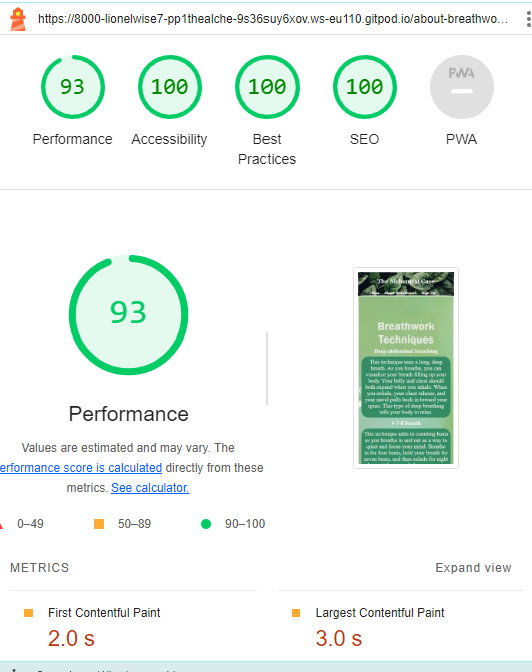 https://8000-lionelwise7-pp1thealche-9s36suy6xov.ws-eu110.gitpod.io/about-breathwo...
93
100
100
100
PWA
Performance
Accessibility
Best
Practices
SEO
PWA
93
The Alchemist Cave
Breathwork
Techniques
Deep abdominal breathing
This technique uses a long, deep
breath. As you breathe, you can
visualize your breath filling up your
body. Your belly and chest should
both expand when you inhale. When
you exhale, your chest relaxes, and
your navel pulls back in toward your
spine. This type of deep breathing
tells your body to relax.
4-7-8 breath
This technique adds in counting beats
as you breathe in and out as a way to
quiet and focus your mind. Breathe
in for four beats, hold your breath for
seven beats, and then exhale for eight
Performance
Values are estimated and may vary. The
erformance score is calculated directly from these
metrics. See calculator.
0–49
50–89
90–100
METRICS
Expand view
First Contentful Paint
2.0 s
Largest Contentful Paint
3.0 s